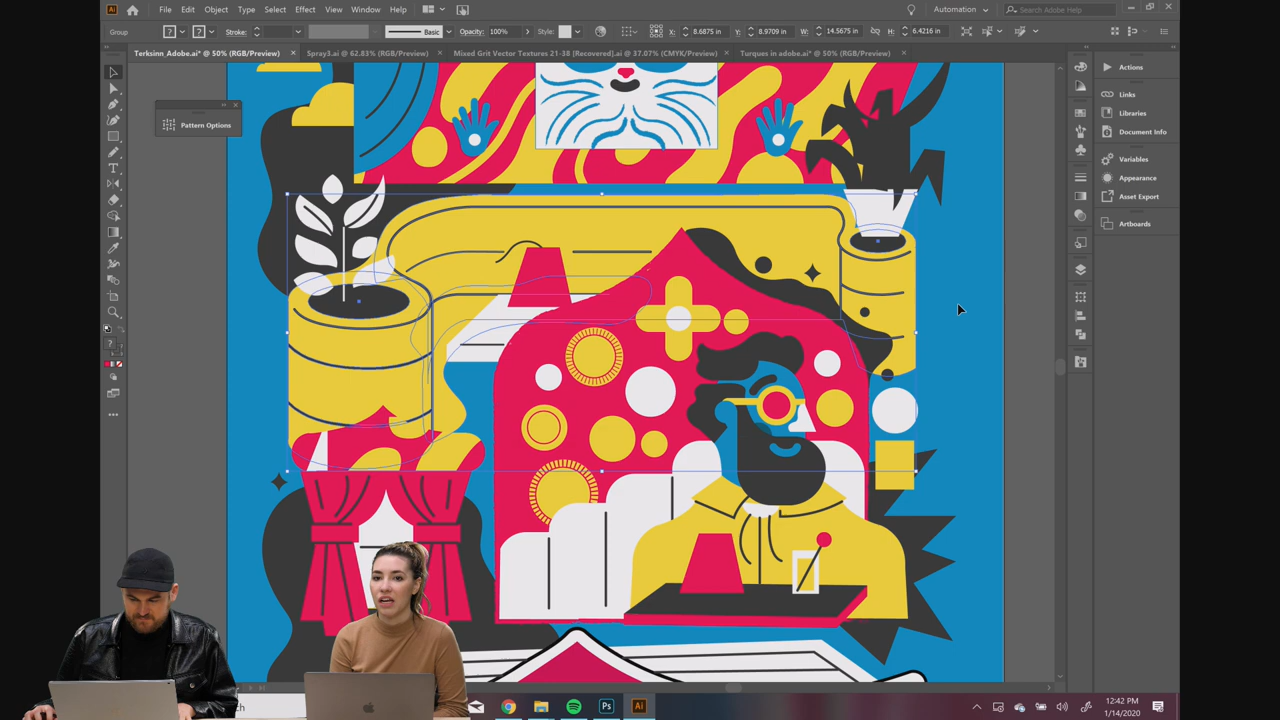 File Edit Object Type Select Effect View Window Help
Automation
Search Adobe Help
Group
Stroke:
Basic
Opacity: 100%
Style:
X: 8.6875 in
Y: 8.9709 in
W: 14.5675 in
H: 6.4216 in
Terksinn_Adobe.ai* @ 50% (RGB/Preview)
Spray3.ai @ 62.83% (RGB/Preview)
Mixed Grit Vector Textures 21-38 [Recovered].ai @ 37.07% (CMYK/Preview)
Turques in adobe.ai* @ 50% (RGB/Preview)
Pattern Options
Actions
Links
Libraries
Document Info
Variables
Appearance
Asset Export
Artboards
Ps
Ai
12:42 PM
1/14/2020